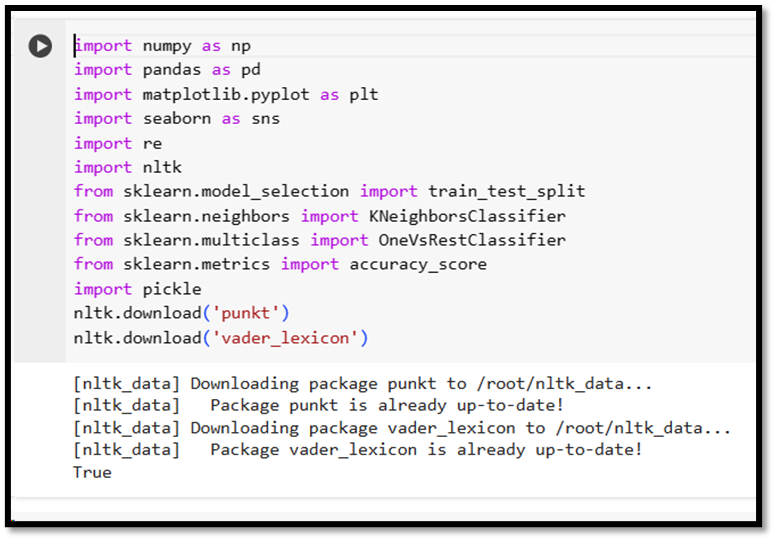 import numpy as np
import pandas as pd
import matplotlib.pyplot as plt
import seaborn as sns
import re
import nltk
from sklearn.model_selection import train_test_split
from sklearn.neighbors import KNeighborsClassifier
from sklearn.multiclass import OneVsRestClassifier
from sklearn.metrics import accuracy_score
import pickle
nltk.download('punkt')
nltk.download('vader_lexicon')
[nltk_data] Downloading package punkt to /root/nltk_data...
[nltk_data]   Package punkt is already up-to-date!
[nltk_data] Downloading package vader_lexicon to /root/nltk_data...
[nltk_data]   Package vader_lexicon is already up-to-date!
True